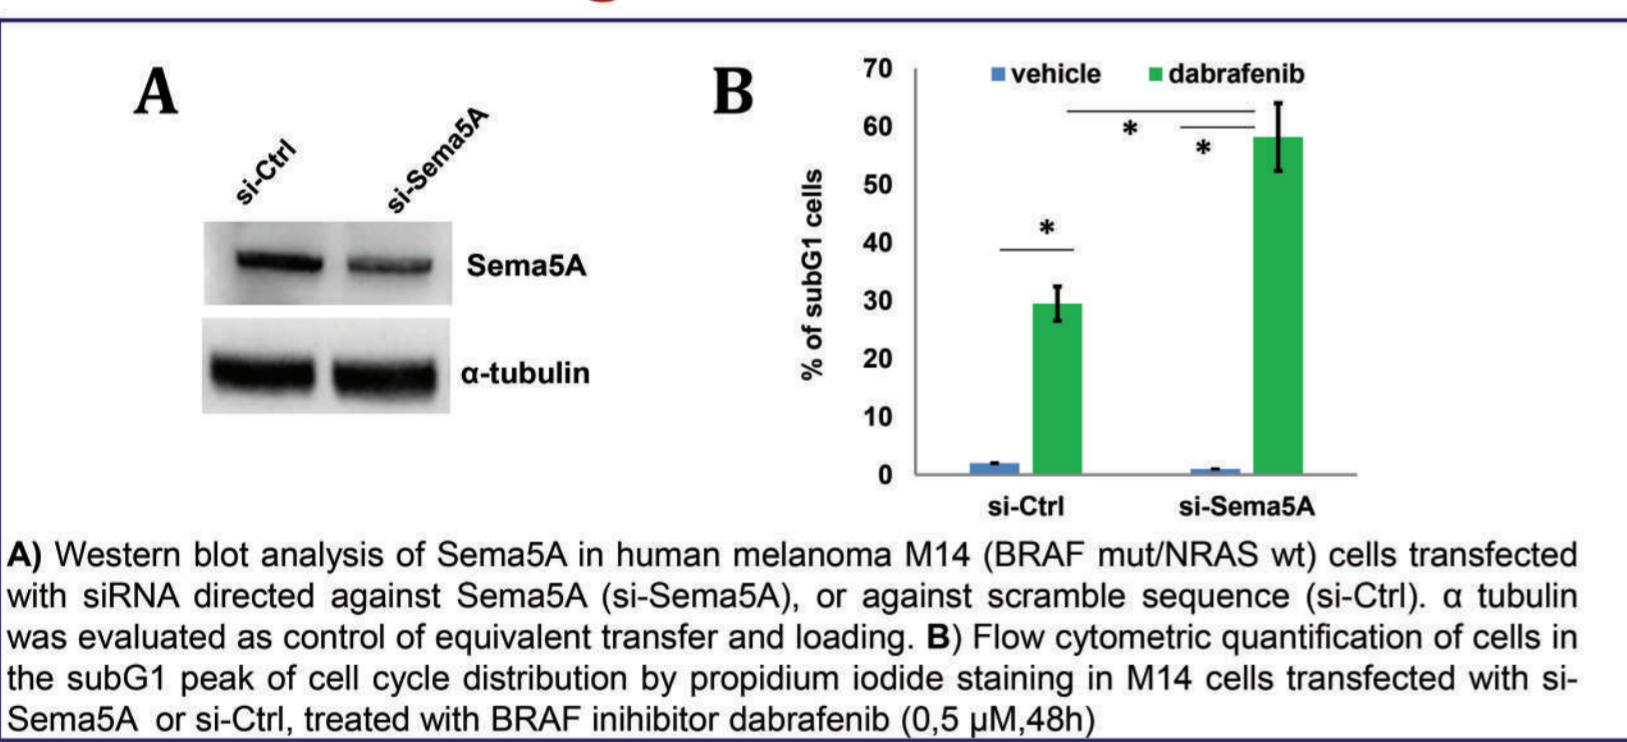 A
si-Ctrl
si-Sema5A
Sema5A
α-tubulin
B
vehicle
dabrafenib
% of subG1 cells
70
60
50
40
30
20
10
0
*
*
*
si-Ctrl
si-Sema5A
A) Western blot analysis of Sema5A in human melanoma M14 (BRAF mut/NRAS wt) cells transfected
with siRNA directed against Sema5A (si-Sema5A), or against scramble sequence (si-Ctrl). α tubulin
was evaluated as control of equivalent transfer and loading. B) Flow cytometric quantification of cells in
the subG1 peak of cell cycle distribution by propidium iodide staining in M14 cells transfected with si-
Sema5A or si-Ctrl, treated with BRAF inihibitor dabrafenib (0,5 µM,48h)